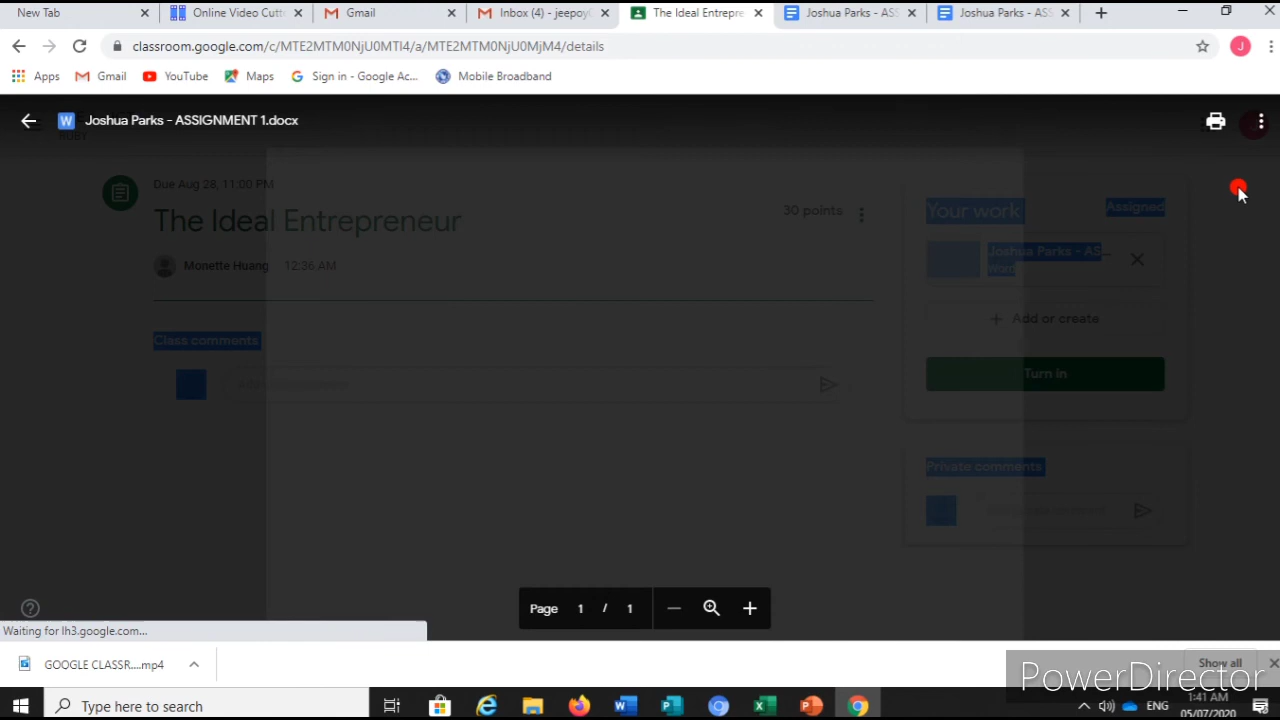 New Tab
Online Video Cutt
Gmail
Inbox (4) - jeepoy
The Ideal Entrepre
Joshua Parks - ASS
Joshua Parks - ASS
classroom.google.com/c/MTE2MTM0NjU0MTI4/a/MTE2MTM0NjU0MjM4/details
J
Apps
Gmail
YouTube
Maps
Sign in - Google Ac...
Mobile Broadband
W
Joshua Parks - ASSIGNMENT 1.docx
Due Aug 28, 11:00 PM
The Ideal Entrepreneur
30 points
Monette Huang 12:36 AM
Class comments
Your work
Assigned
Joshua Parks - AS...
Word
Add or create
Turn in
Private comments
Page 1 / 1
Waiting for lh3.google.com...
GOOGLE CLASSR....mp4
Show all
PowerDirector
Type here to search
ENG
1:41 AM
05/07/2020